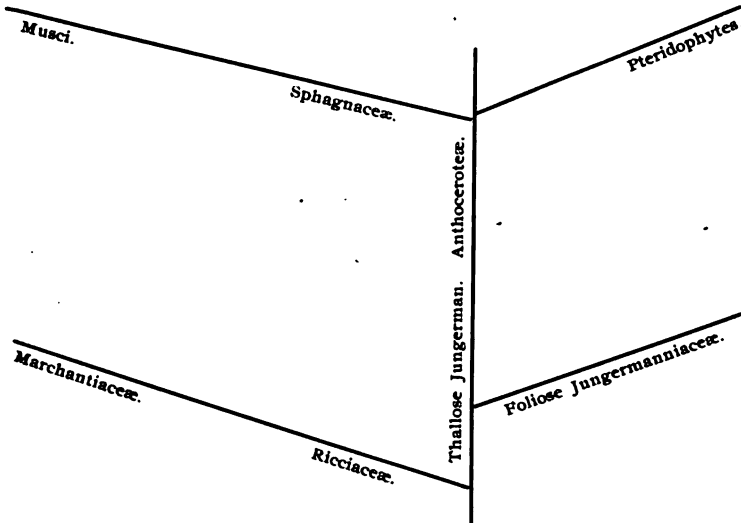 Musci.
Sphagnaceæ.
Pteridophytes
Anthoceroteæ.
Thallose Jungerman.
Foliose Jungermanniaceæ.
Marchantiaceæ.
Ricciaceæ.